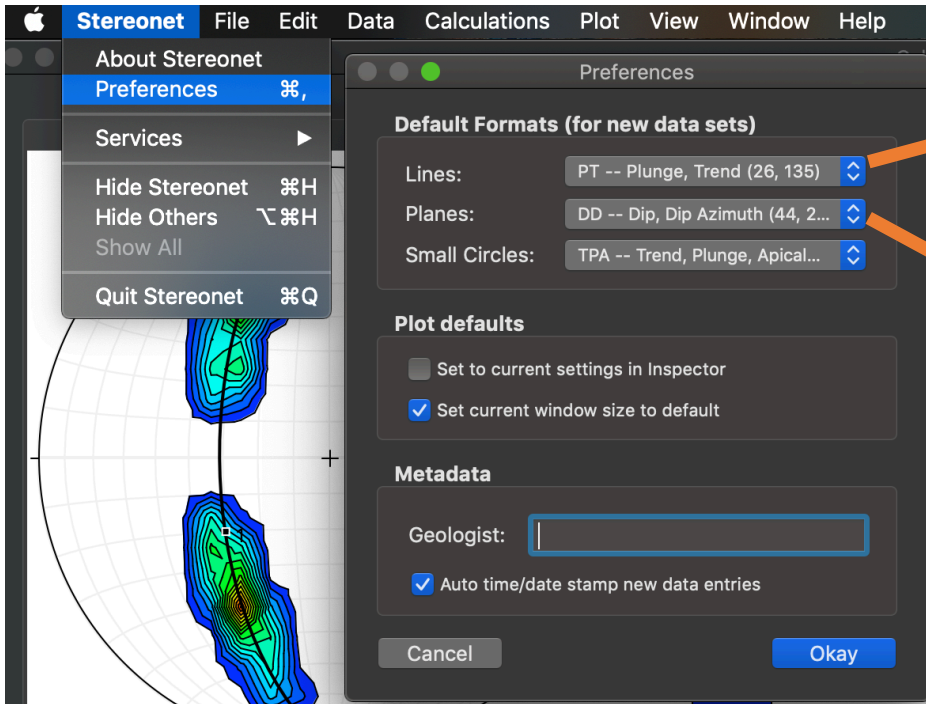 Stereonet File Edit Data Calculations Plot View Window Help
About Stereonet
Preferences ⌘,
Services ▶
Hide Stereonet ⌘H
Hide Others ⌥⌘H
Show All
Quit Stereonet ⌘Q
Preferences
Default Formats (for new data sets)
Lines: PT -- Plunge, Trend (26, 135)
Planes: DD -- Dip, Dip Azimuth (44, 2...
Small Circles: TPA -- Trend, Plunge, Apical...
Plot defaults
Set to current settings in Inspector
Set current window size to default
Metadata
Geologist:
Auto time/date stamp new data entries
Cancel Okay
1